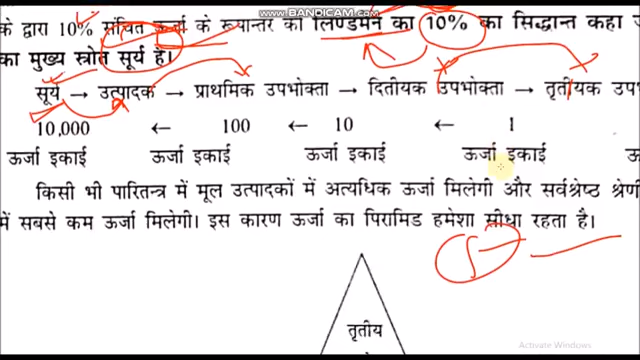 www.BANDICAM.com
के द्वारा 10% संचित ऊर्जा के रूपान्तर को लिण्डमन का 10% का सिद्धान्त कहा
का मुख्य स्रोत सूर्य है।
सूर्य → उत्पादक → प्राथमिक उपभोक्ता → दितीयक उपभोक्ता → तृतीयक उपभ
10,000 ← 100 ← 10 ← 1
ऊर्जा इकाई ऊर्जा इकाई ऊर्जा इकाई ऊर्जा इकाई
किसी भी पारितन्त्र में मूल उत्पादकों में अत्यधिक ऊर्जा मिलेगी और सर्वश्रेष्ठ श्रेणी
में सबसे कम ऊर्जा मिलेगी। इस कारण ऊर्जा का पिरामिड हमेशा सीधा रहता है।
तृतीय
Activate Windows